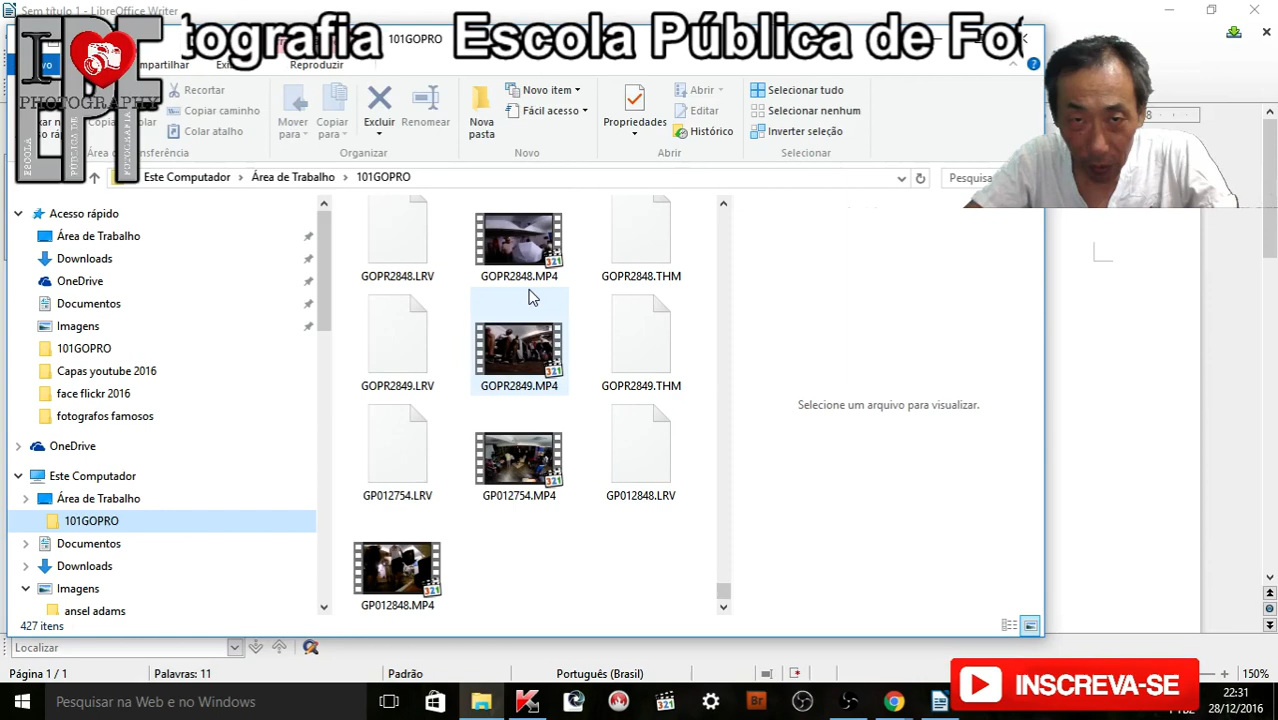 Sem título 1 - LibreOffice Writer
tografia Escola Pública de Fo
101GOPRO
PHOTOGRAPHY
ESCOLA
PÚBLICA DE
FOTOGRAFIA
Reproduzir
Recortar
Copiar caminho
Colar atalho
Mover para
Copiar para
Excluir
Renomear
Organizar
Nova pasta
Novo item
Fácil acesso
Novo
Propriedades
Abrir
Editar
Histórico
Abrir
Selecionar tudo
Selecionar nenhum
Inverter seleção
Selecionar
Este Computador > Área de Trabalho > 101GOPRO
Pesquisa
Acesso rápido
Área de Trabalho
Downloads
OneDrive
Documentos
Imagens
101GOPRO
Capas youtube 2016
face flickr 2016
fotografos famosos
OneDrive
Este Computador
Área de Trabalho
101GOPRO
Documentos
Downloads
Imagens
ansel adams
GOPR2848.LRV
GOPR2848.MP4
GOPR2848.THM
GOPR2849.LRV
GOPR2849.MP4
GOPR2849.THM
GP012754.LRV
GP012754.MP4
GP012848.LRV
GP012848.MP4
Selecione um arquivo para visualizar.
427 itens
Localizar
Página 1 / 1
Palavras: 11
Padrão
Português (Brasil)
150%
INSCREVA-SE
Pesquisar na Web e no Windows
22:31
28/12/2016